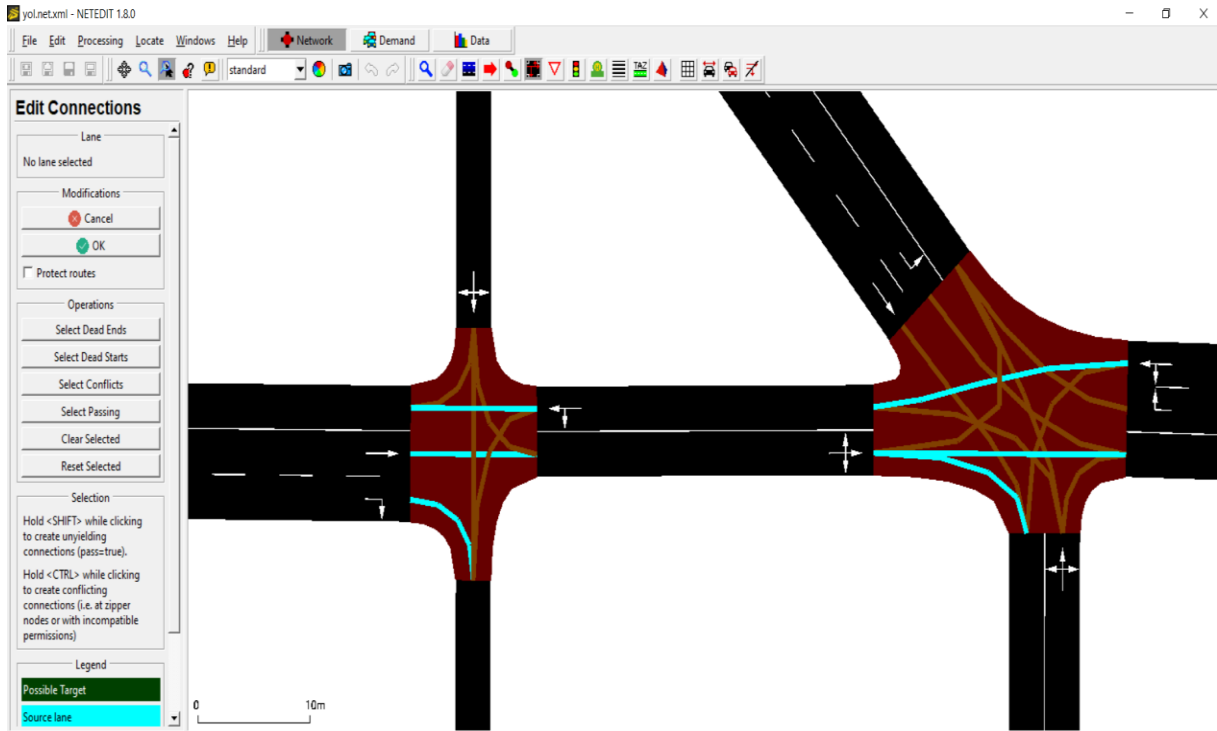 yol.net.xml - NETEDIT 1.8.0
File Edit Processing Locate Windows Help Network Demand Data
standard TAZ
Edit Connections
Lane
No lane selected
Modifications
Cancel
OK
Protect routes
Operations
Select Dead Ends
Select Dead Starts
Select Conflicts
Select Passing
Clear Selected
Reset Selected
Selection
Hold <SHIFT> while clicking
to create unyielding
connections (pass=true).
Hold <CTRL> while clicking
to create conflicting
connections (i.e. at zipper
nodes or with incompatible
permissions)
Legend
Possible Target
Source lane
0 10m